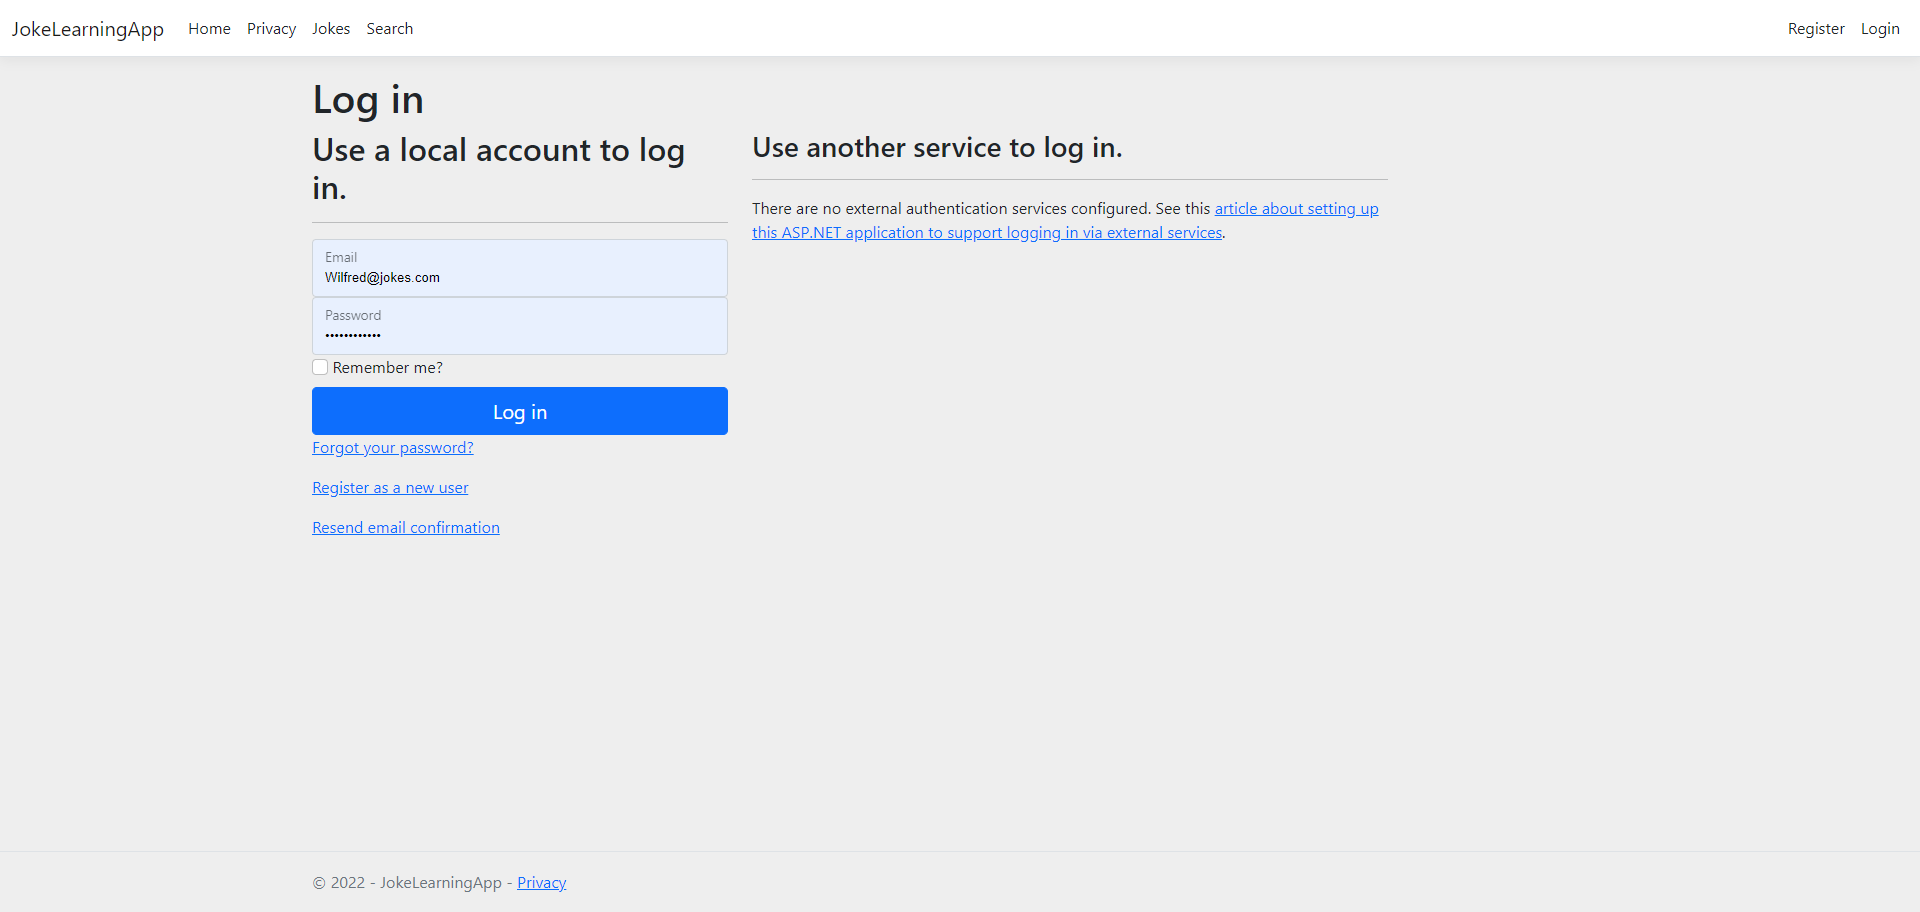 JokeLearningApp Home Privacy Jokes Search Register Login
Log in
Use a local account to log
in.
Email
Wilfred@jokes.com
Password
••••••••••••
Remember me?
Log in
Forgot your password?
Register as a new user
Resend email confirmation
Use another service to log in.
There are no external authentication services configured. See this article about setting up
this ASP.NET application to support logging in via external services.
© 2022 - JokeLearningApp - Privacy